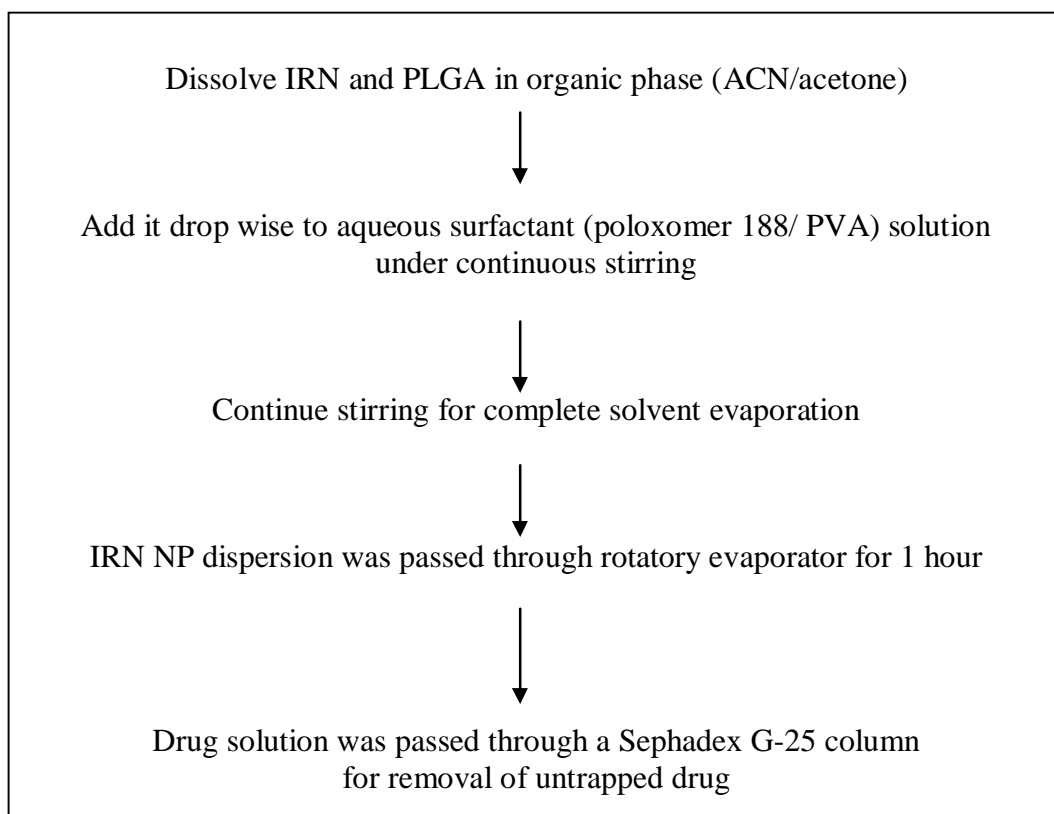 Dissolve IRN and PLGA in organic phase (ACN/acetone)
Add it drop wise to aqueous surfactant (poloxomer 188/ PVA) solution
under continuous stirring
Continue stirring for complete solvent evaporation
IRN NP dispersion was passed through rotatory evaporator for 1 hour
Drug solution was passed through a Sephadex G-25 column
for removal of untrapped drug